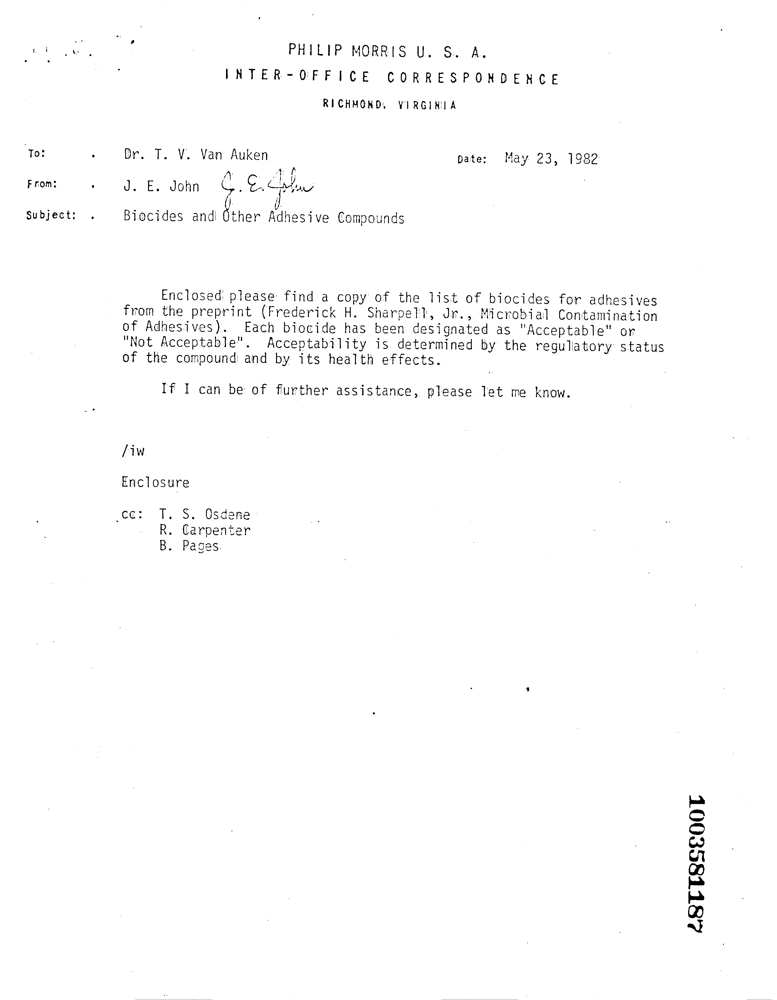 PHILIP MORRIS U. S. A.
INTER-OFFICE CORRESPONDENCE
RICHMOND, VIRGINIA
To: . Dr. T. V. Van Auken Date: May 23, 1982
From: . J. E. John J. E. John
Subject: . Biocides and Other Adhesive Compounds
Enclosed please find a copy of the list of biocides for adhesives
from the preprint (Frederick H. Sharpell, Jr., Microbial Contamination
of Adhesives). Each biocide has been designated as "Acceptable" or
"Not Acceptable". Acceptability is determined by the regulatory status
of the compound and by its health effects.
If I can be of further assistance, please let me know.
/iw
Enclosure
cc: T. S. Osdene
R. Carpenter
B. Pages
1003581187